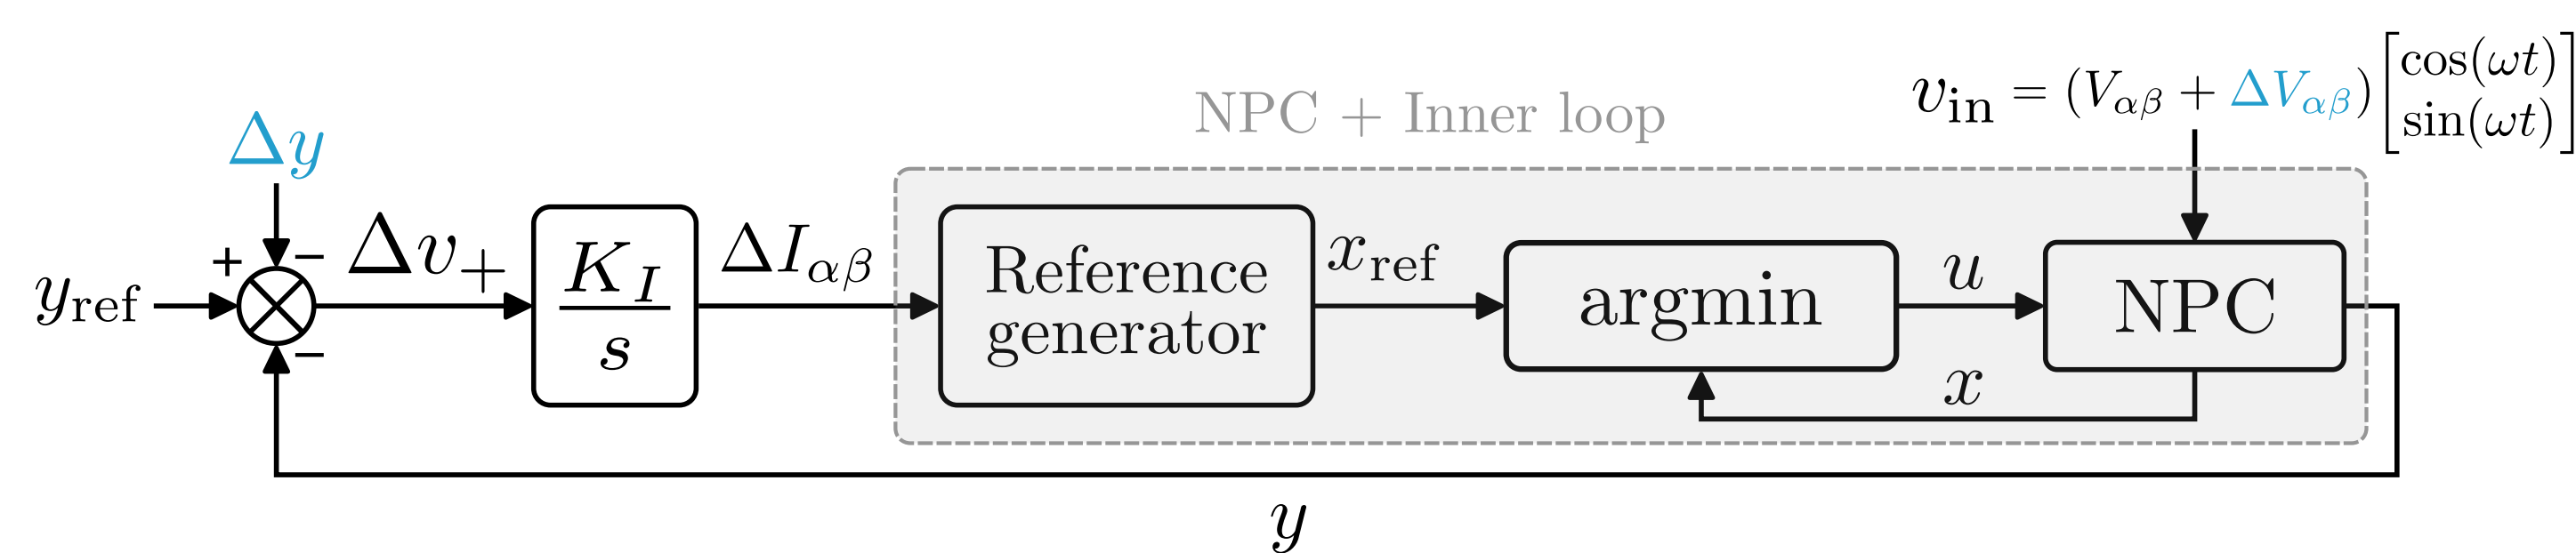 v_in = (V_αβ + ΔV_αβ) [cos(ωt) sin(ωt)]
NPC + Inner loop
Δy
+
−
y_ref
Δv_+
K_I
s
ΔI_αβ
Reference
generator
x_ref
argmin
u
NPC
−
x
y